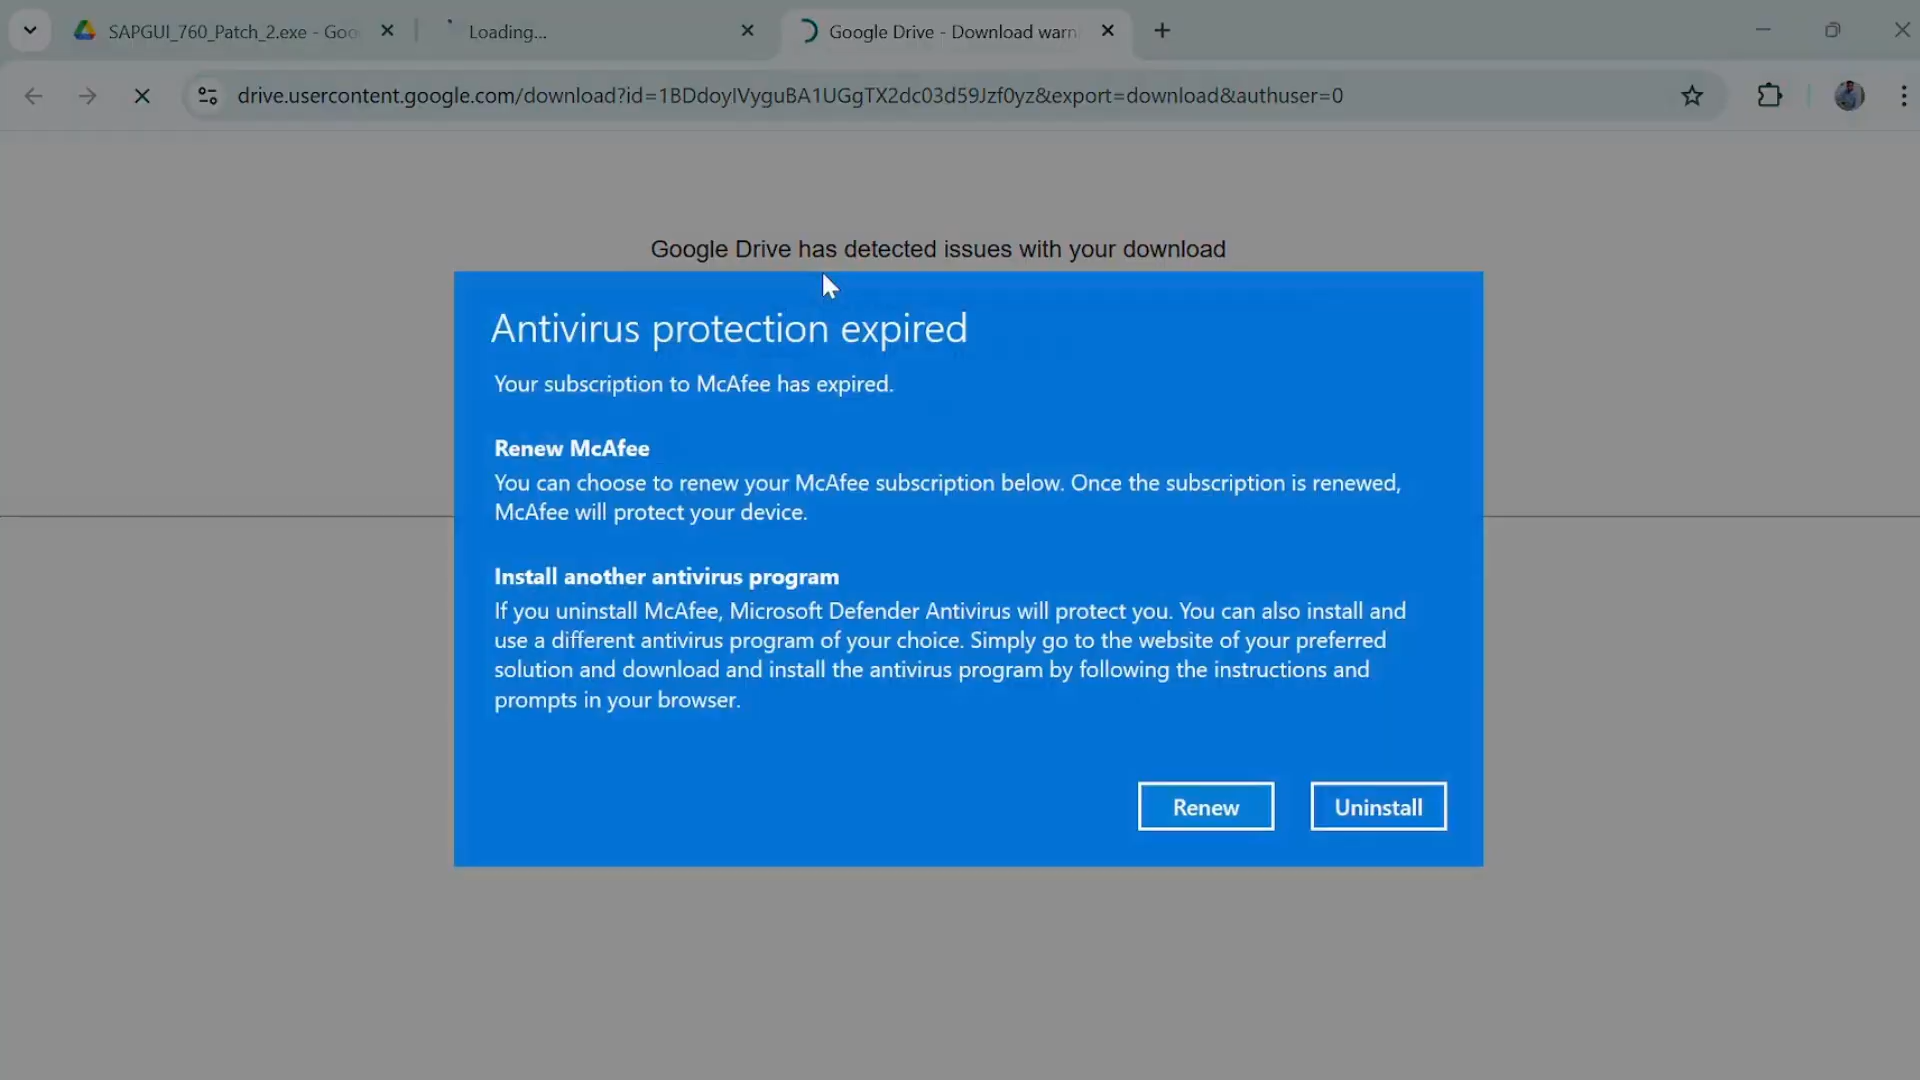 SAPGUI_760_Patch_2.exe - Goo
Loading...
Google Drive - Download warn
drive.usercontent.google.com/download?id=1BDdoyIVyguBA1UGgTX2dc03d59Jzf0yz&export=download&authuser=0
Google Drive has detected issues with your download
Antivirus protection expired
Your subscription to McAfee has expired.
Renew McAfee
You can choose to renew your McAfee subscription below. Once the subscription is renewed,
McAfee will protect your device.
Install another antivirus program
If you uninstall McAfee, Microsoft Defender Antivirus will protect you. You can also install and
use a different antivirus program of your choice. Simply go to the website of your preferred
solution and download and install the antivirus program by following the instructions and
prompts in your browser.
Renew
Uninstall